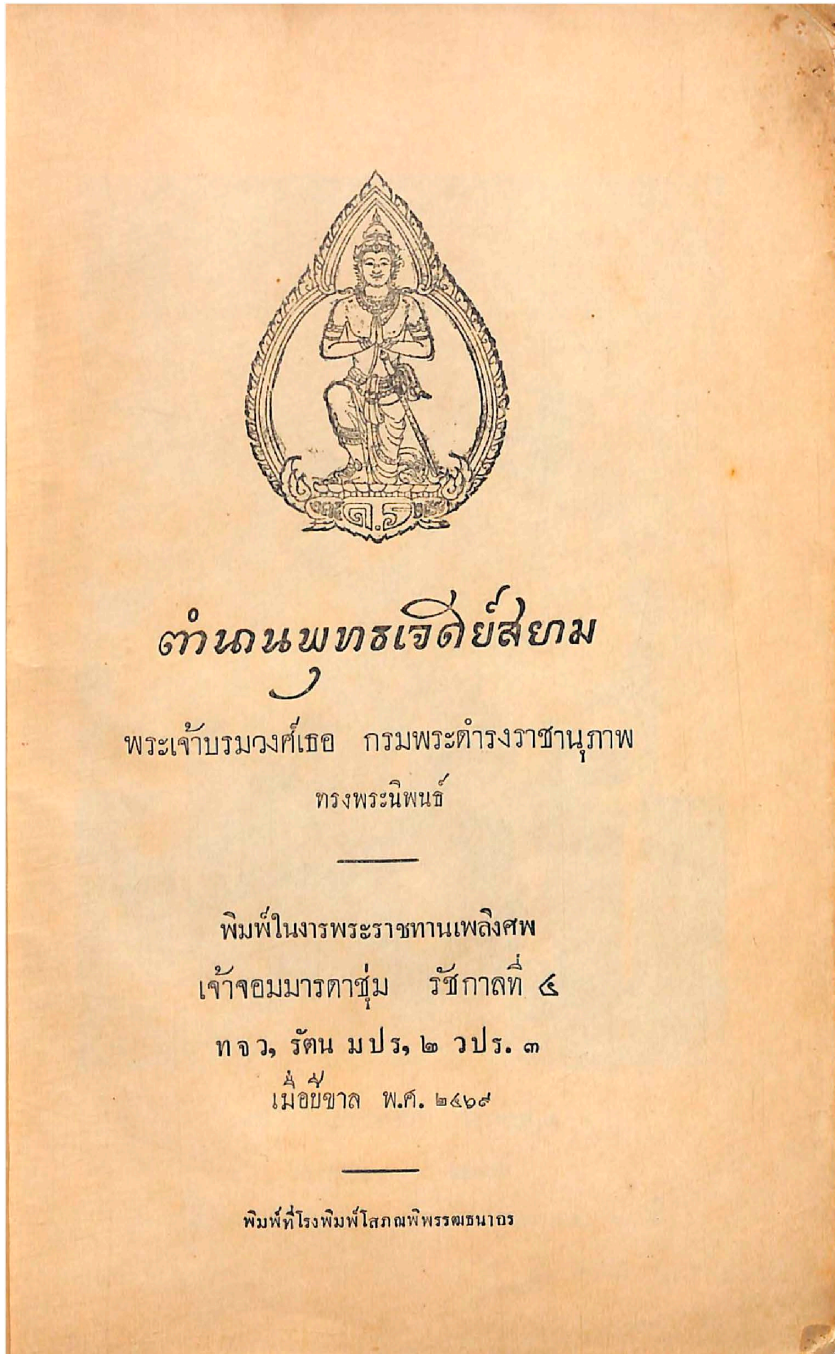 ด.ร
ตำนานพุทธเจดีย์สยาม
พระเจ้าบรมวงศ์เธอ กรมพระดำรงราชานุภาพ
ทรงพระนิพนธ์
พิมพ์ในงารพระราชทานเพลิงศพ
เจ้าจอมมารดาชุ่ม รัชกาลที่ ๔
ท จ ว, รัตน ม ปร, ๒ ว ปร. ๓
เมื่อปีขาล พ.ศ. ๒๔๖๙
พิมพ์ที่โรงพิมพ์โสภณพิพรรฒธนากร